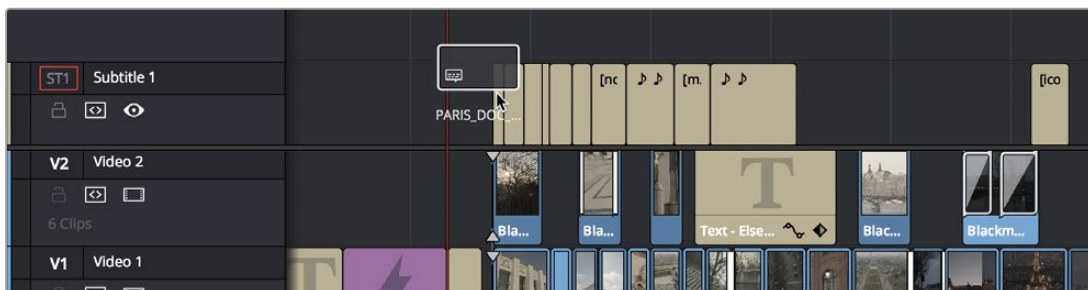 ST1 Subtitle 1
[nc ♪ ♪ [m. ♪ ♪ [ico
PARIS_DOC_...
V2 Video 2
6 Clips
Bla... Bla... Text - Else... Blac... Blackm...
V1 Video 1
T
T